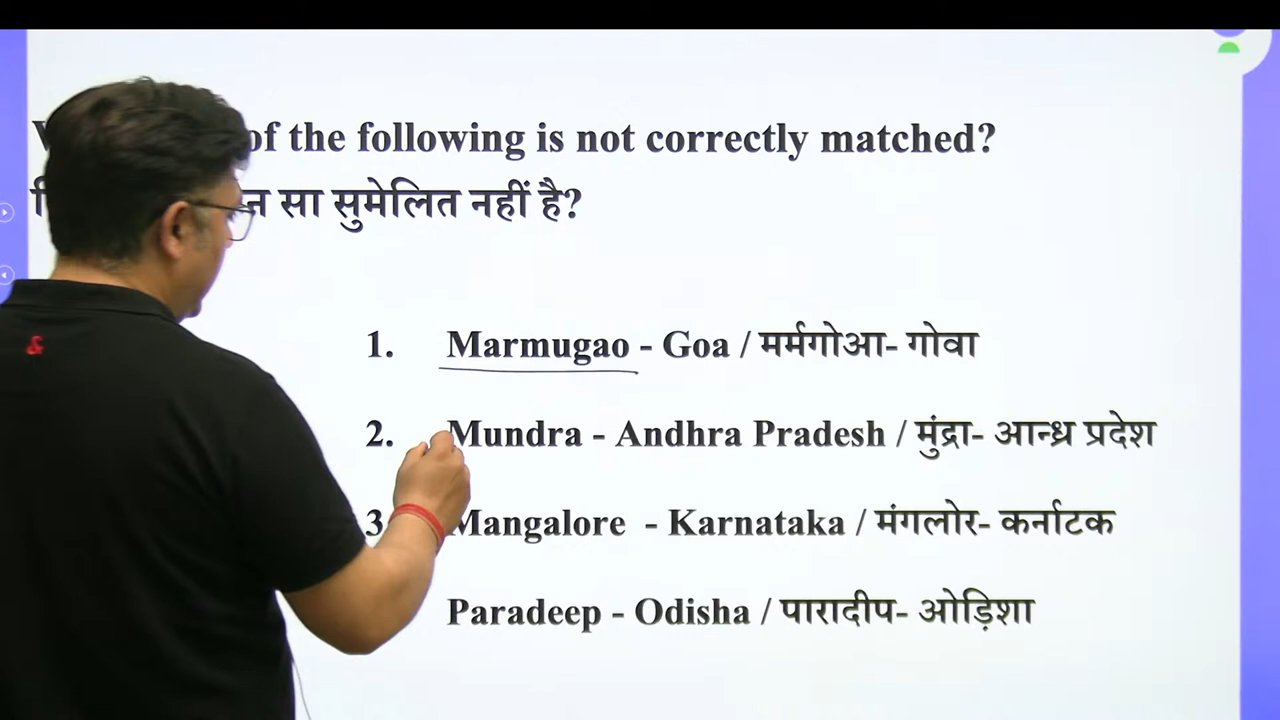 of the following is not correctly matched?
सा सुमेलित नहीं है?
1. Marmugao - Goa / मर्मगोआ- गोवा
2. Mundra - Andhra Pradesh / मुंद्रा- आन्ध्र प्रदेश
3 Mangalore - Karnataka / मंगलोर- कर्नाटक
Paradeep - Odisha / पारादीप- ओड़िशा